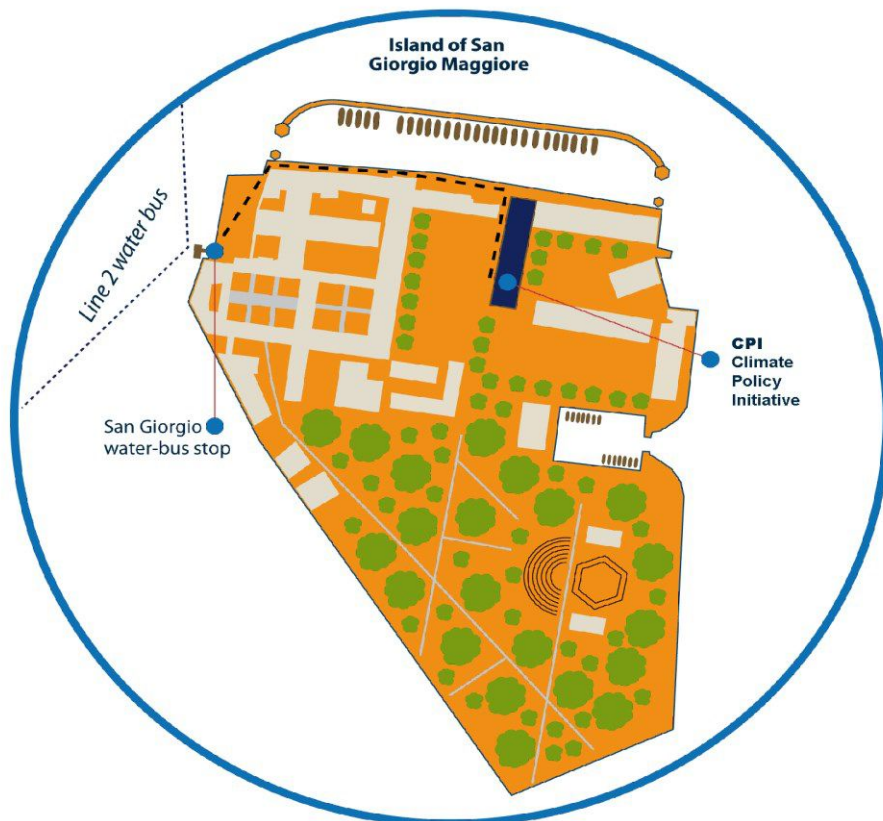 Island of San
Giorgio Maggiore
Line 2 water bus
CPI
Climate
Policy
Initiative
San Giorgio
water-bus stop